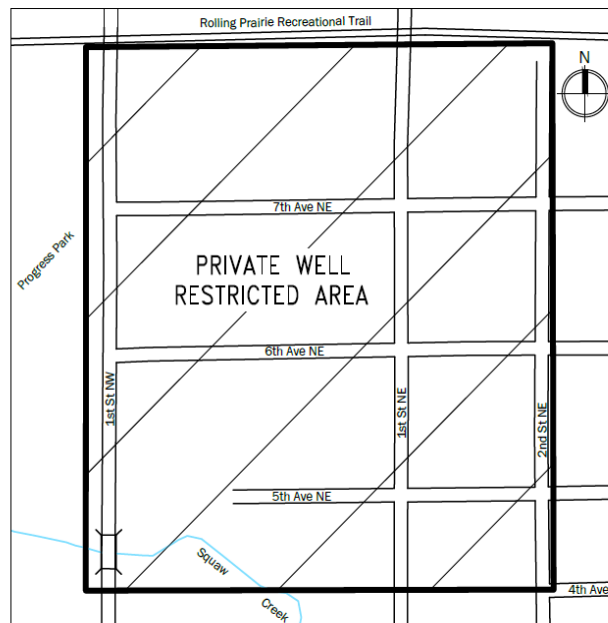 Rolling Prairie Recreational Trail
N
7th Ave NE
Progress Park
PRIVATE WELL
RESTRICTED AREA
6th Ave NE
1st St NW
1st St NE
2nd St NE
5th Ave NE
Squaw
Creek
4th Ave